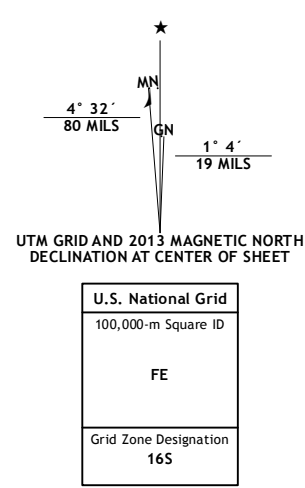 ★
MN
4° 32´
80 MILS
GN
1° 4´
19 MILS
UTM GRID AND 2013 MAGNETIC NORTH
DECLINATION AT CENTER OF SHEET
U.S. National Grid
100,000-m Square ID
FE
Grid Zone Designation
16S